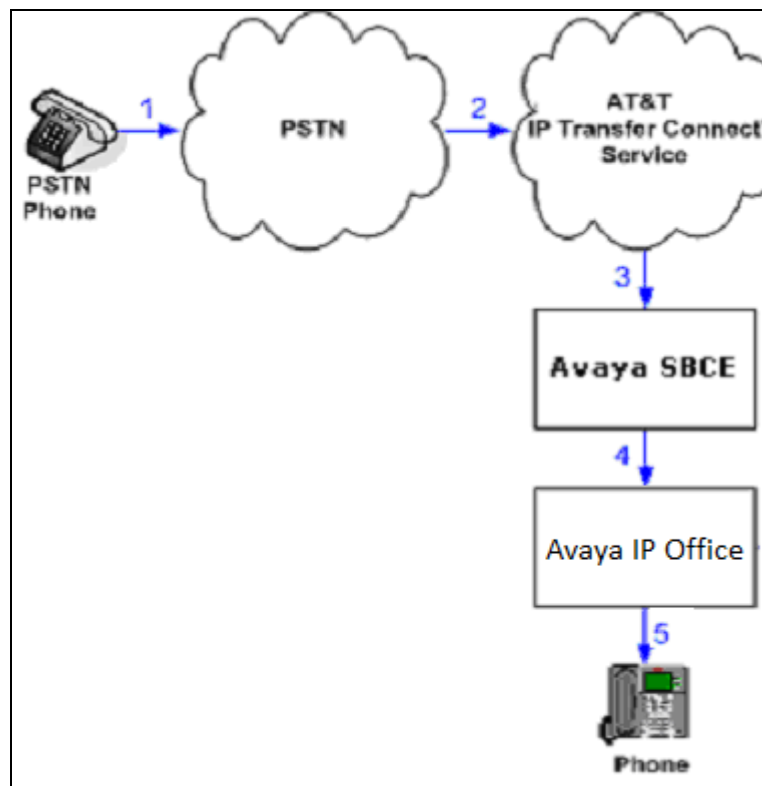 1
2
PSTN
Phone
PSTN
AT&T
IP Transfer Connect
Service
3
Avaya SBCE
4
Avaya IP Office
5
Phone